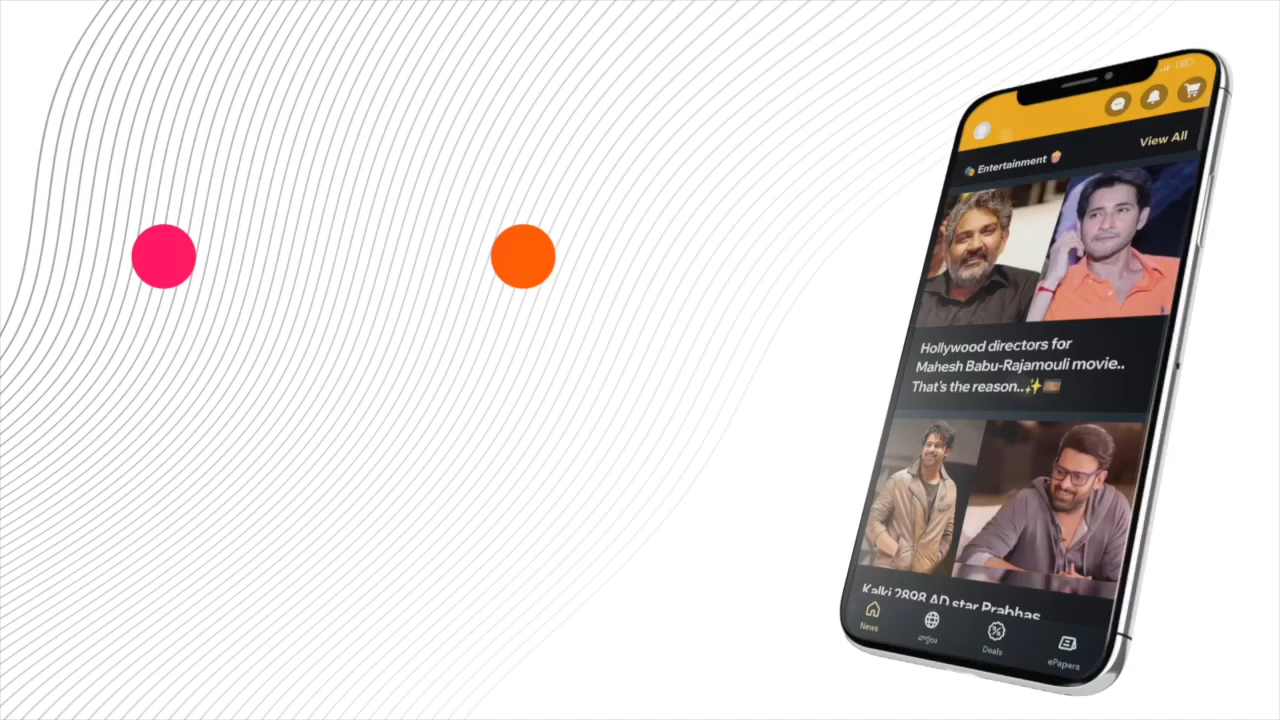 View All
Entertainment
Hollywood directors for
Mahesh Babu-Rajamouli movie..
That's the reason..
Kalki 2898 AD star Prabhas
News
వార్తలు
Deals
ePapers